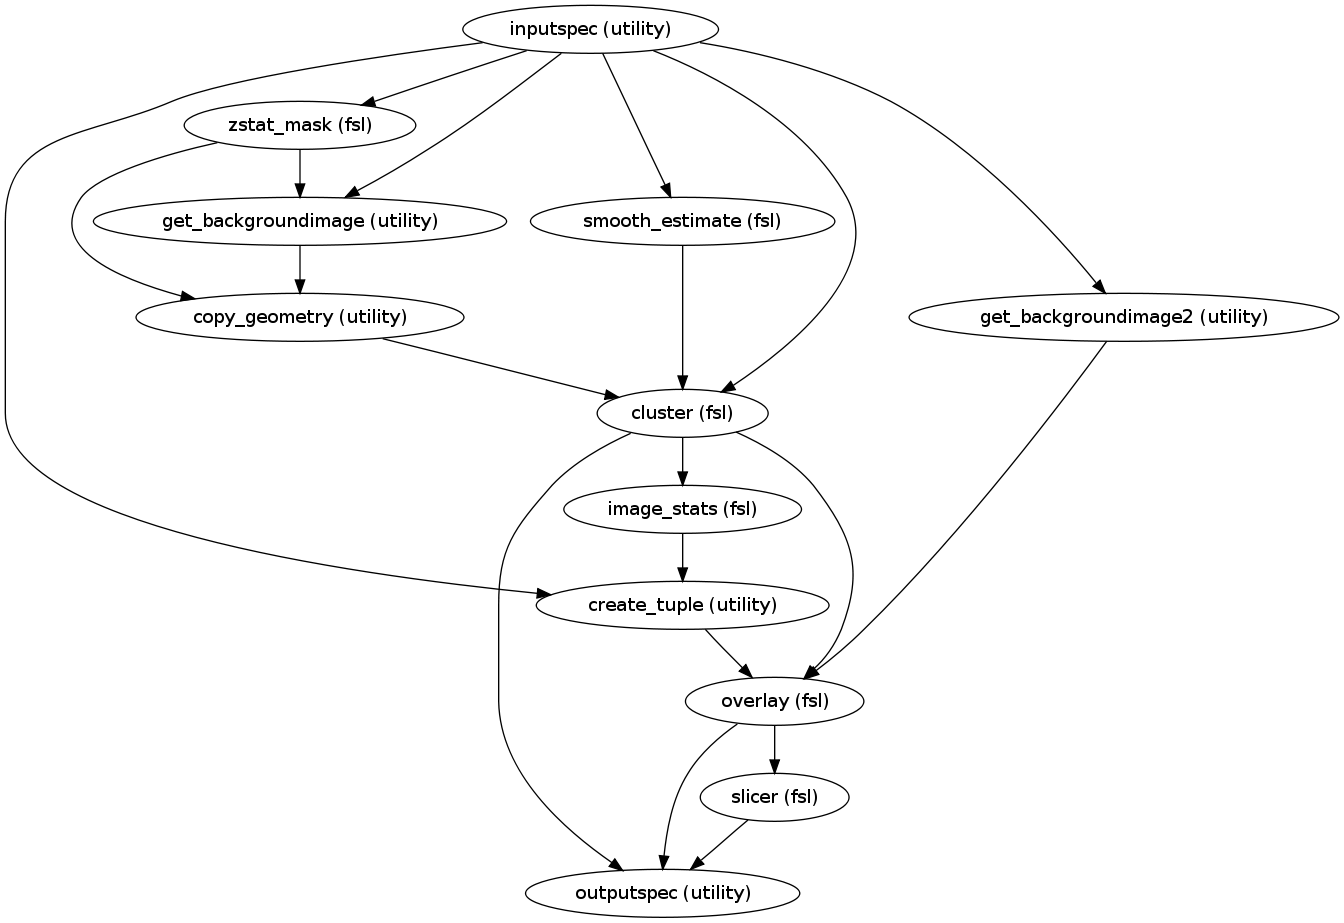 inputspec (utility)
zstat_mask (fsl)
get_backgroundimage (utility)
smooth_estimate (fsl)
copy_geometry (utility)
get_backgroundimage2 (utility)
cluster (fsl)
image_stats (fsl)
create_tuple (utility)
overlay (fsl)
slicer (fsl)
outputspec (utility)